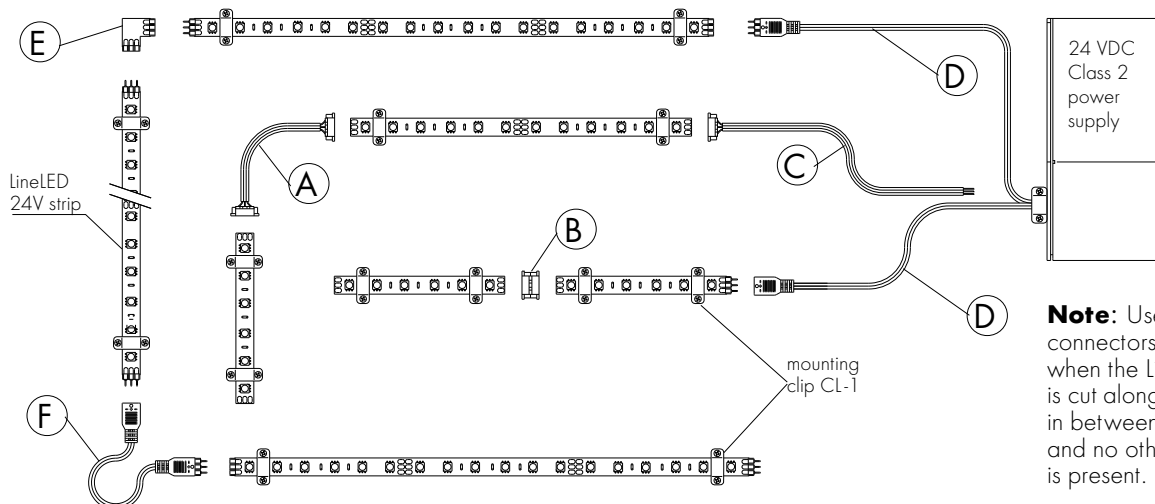 E
D
24 VDC
Class 2
power
supply
A
C
LineLED
24V strip
B
D
Note: Use
connectors
when the L
is cut along
in between
and no oth
is present.
mounting
clip CL-1
F